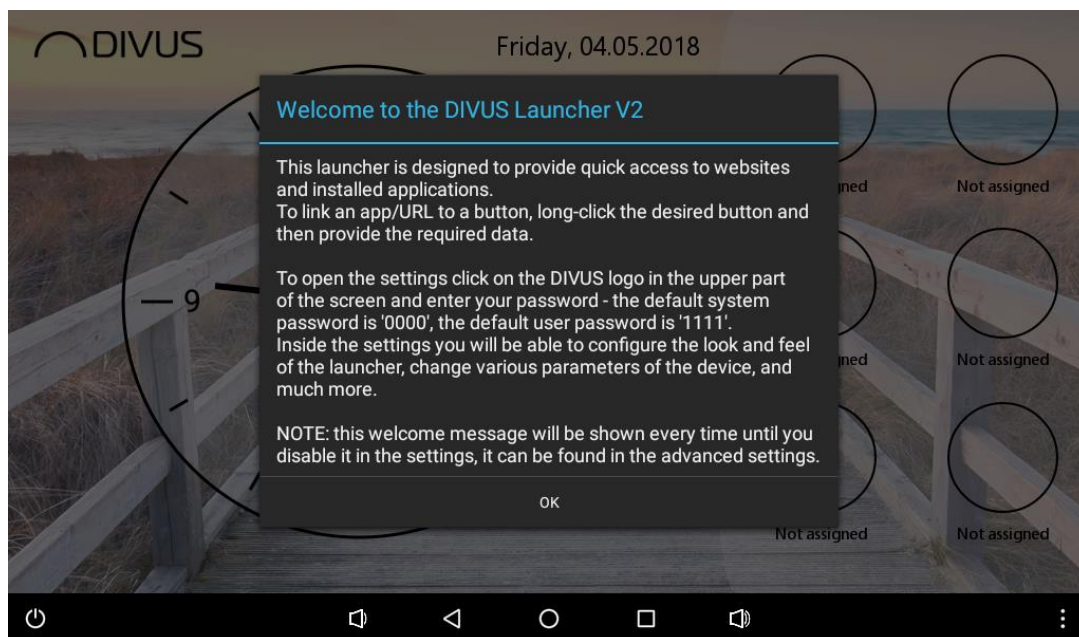 DIVUS
Friday, 04.05.2018
Welcome to the DIVUS Launcher V2
This launcher is designed to provide quick access to websites
and installed applications.
To link an app/URL to a button, long-click the desired button and
then provide the required data.
To open the settings click on the DIVUS logo in the upper part
of the screen and enter your password - the default system
password is '0000', the default user password is '1111'.
Inside the settings you will be able to configure the look and feel
of the launcher, change various parameters of the device, and
much more.
NOTE: this welcome message will be shown every time until you
disable it in the settings, it can be found in the advanced settings.
OK
9
Not assigned
Not assigned
Not assigned
Not assigned